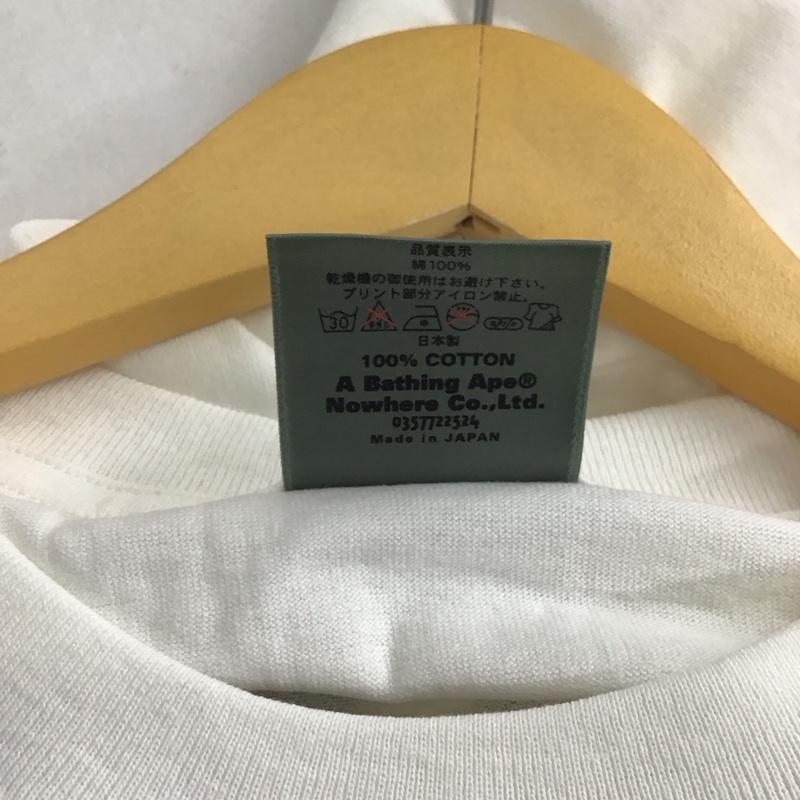 品質表示
綿100%
乾燥機の御使用はお避け下さい。
プリント部分アイロン禁止。
30
日本製
100% COTTON
A Bathing Ape®
Nowhere Co.,Ltd.
0357722524
Made in JAPAN